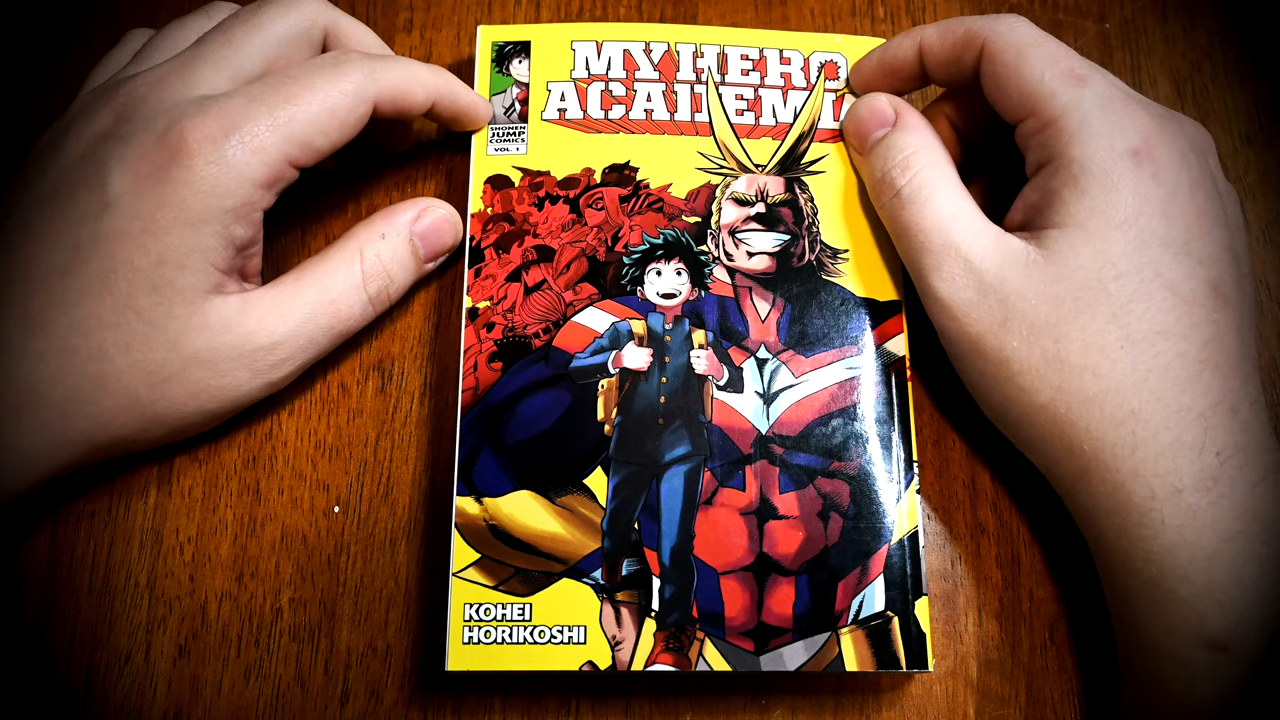 MY HERO
ACADEMIA
SHONEN
JUMP
COMICS
VOL. 1
KOHEI
HORIKOSHI